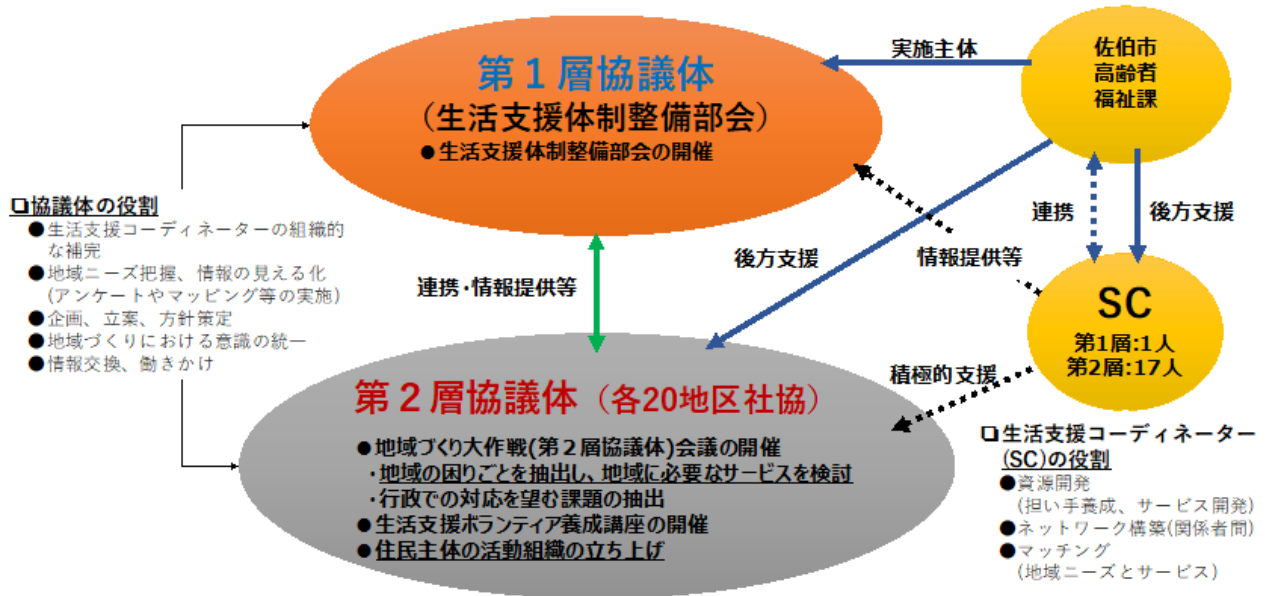 第１層協議体
(生活支援体制整備部会)
●生活支援体制整備部会の開催
実施主体
佐伯市
高齢者
福祉課
❑協議体の役割
●生活支援コーディネーターの組織的
な補完
●地域ニーズ把握、情報の見える化
(アンケートやマッピング等の実施)
●企画、立案、方針策定
●地域づくりにおける意識の統一
●情報交換、働きかけ
連携・情報提供等
後方支援
情報提供等
連携
後方支援
SC
第1層:1人
第2層:17人
積極的支援
第２層協議体（各20地区社協）
●地域づくり大作戦(第２層協議体)会議の開催
・地域の困りごとを抽出し、地域に必要なサービスを検討
・行政での対応を望む課題の抽出
●生活支援ボランティア養成講座の開催
●住民主体の活動組織の立ち上げ
❑生活支援コーディネーター
(SC)の役割
●資源開発
(担い手養成、サービス開発)
●ネットワーク構築(関係者間)
●マッチング
(地域ニーズとサービス)